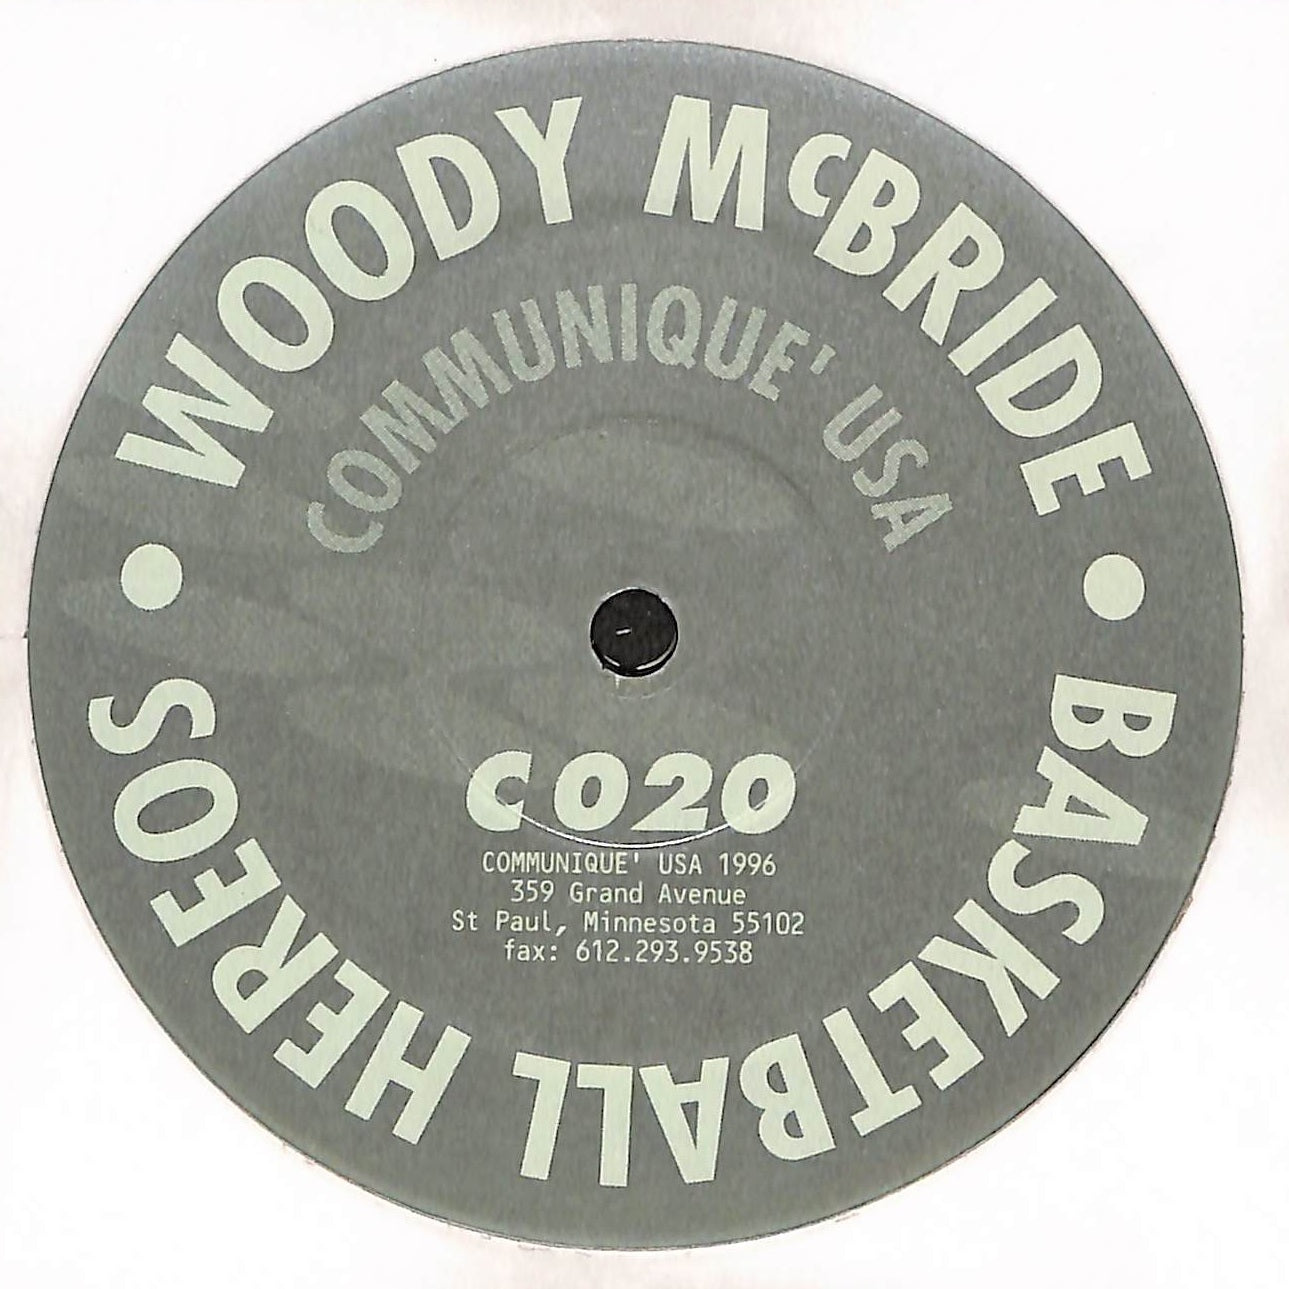 WOODY McBRIDE • BASKETBALL HEREOS •
COMMUNIQUE' USA
C020
COMMUNIQUE' USA 1996
359 Grand Avenue
St Paul, Minnesota 55102
fax: 612.293.9538